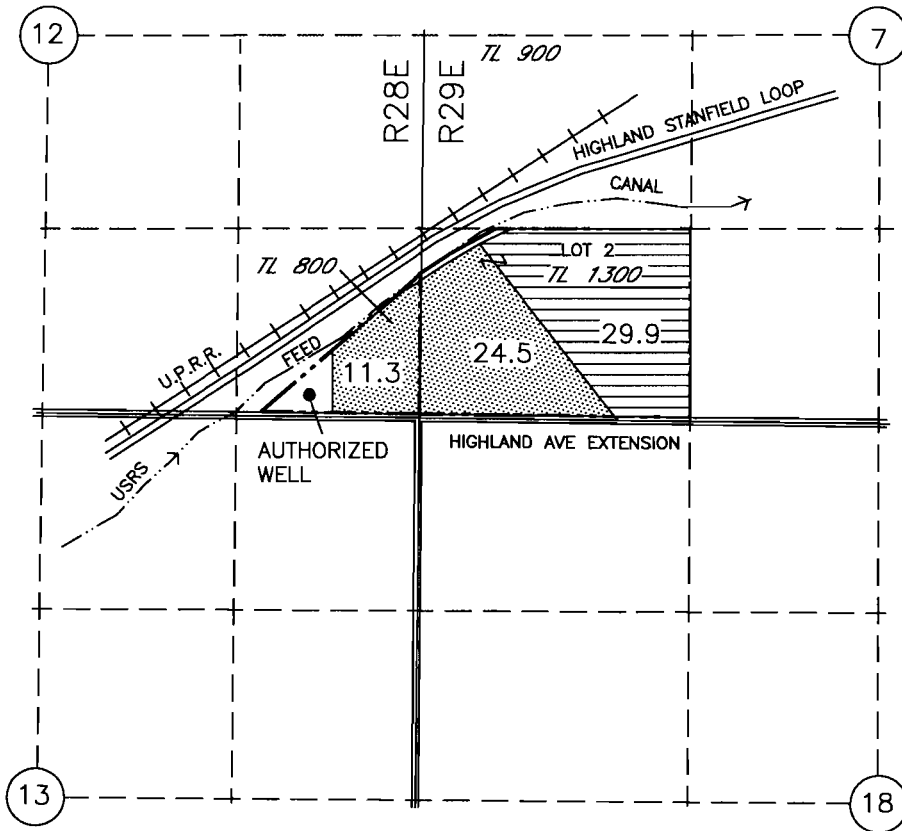 12
7
TL 900
R28E
R29E
HIGHLAND STANFIELD LOOP
CANAL
LOT 2
TL 1300
TL 800
U.P.R.R.
FEED
29.9
24.5
11.3
AUTHORIZED
WELL
HIGHLAND AVE EXTENSION
USRS
13
18